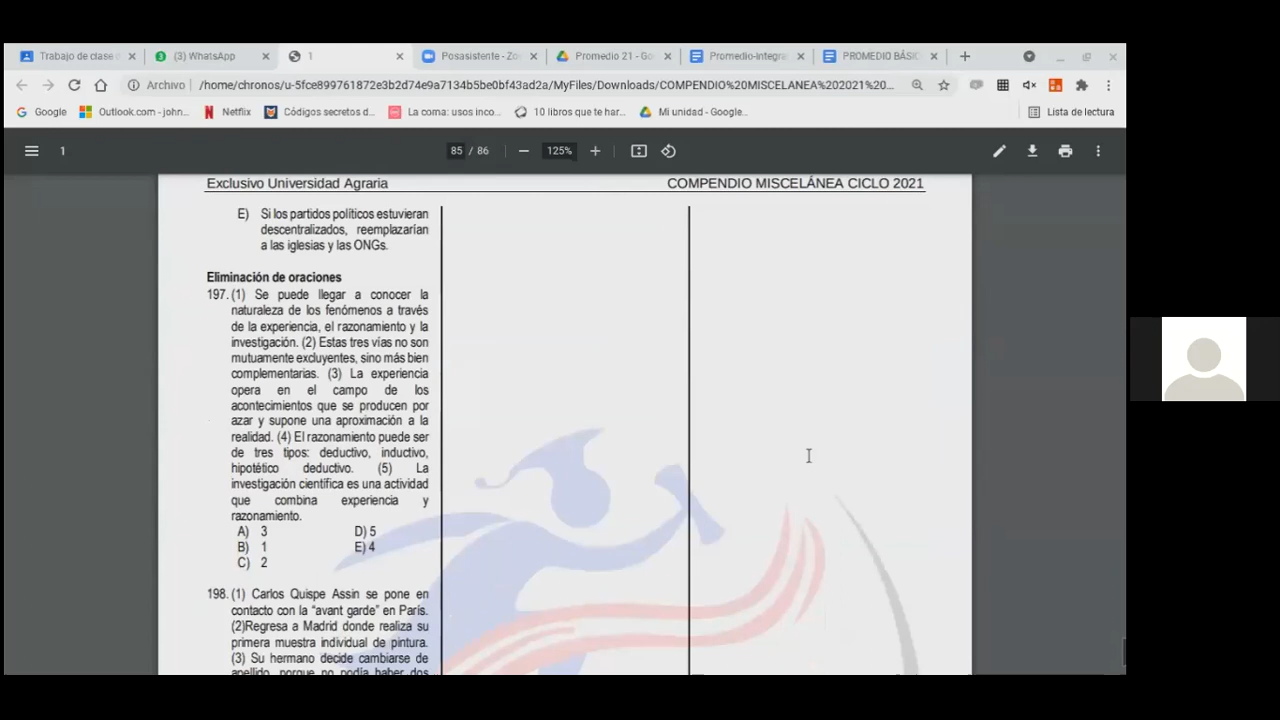 Trabajo de clase d
(3) WhatsApp
1
Posasistente - Zo
Promedio 21 - Go
Promedio-Integra
PROMEDIO BÁSIC
Archivo /home/chronos/u-5fce899761872e3b2d74e9a7134b5be0bf43ad2a/MyFiles/Downloads/COMPENDIO%20MISCELANEA%202021%20...
Google
Outlook.com - john...
Netflix
Códigos secretos d...
La coma: usos inco...
10 libros que te har...
Mi unidad - Google...
Lista de lectura
1
85 / 86
125%
Exclusivo Universidad Agraria
COMPENDIO MISCELÁNEA CICLO 2021
E) Si los partidos políticos estuvieran
descentralizados, reemplazarían
a las iglesias y las ONGs.
Eliminación de oraciones
197. (1) Se puede llegar a conocer la
naturaleza de los fenómenos a través
de la experiencia, el razonamiento y la
investigación. (2) Estas tres vías no son
mutuamente excluyentes, sino más bien
complementarias. (3) La experiencia
opera en el campo de los
acontecimientos que se producen por
azar y supone una aproximación a la
realidad. (4) El razonamiento puede ser
de tres tipos: deductivo, inductivo,
hipotético deductivo. (5) La
investigación científica es una actividad
que combina experiencia y
razonamiento.
A) 3 D) 5
B) 1 E) 4
C) 2
198. (1) Carlos Quispe Assin se pone en
contacto con la "avant garde" en París.
(2)Regresa a Madrid donde realiza su
primera muestra individual de pintura.
(3) Su hermano decide cambiarse de
apellido, porque no podía haber dos